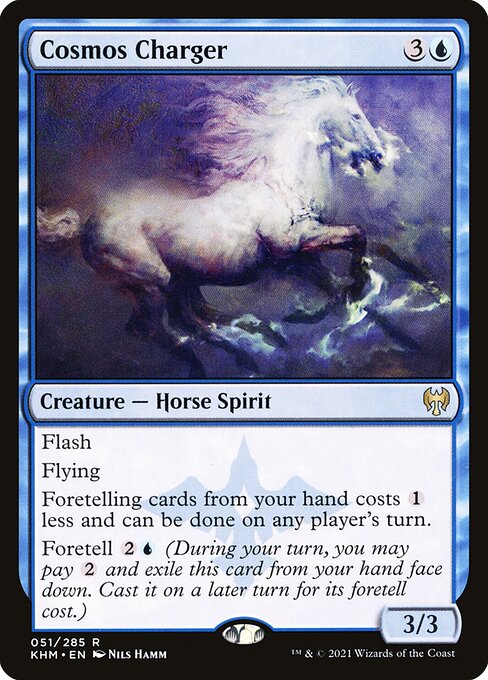 Cosmos Charger 3
Creature — Horse Spirit
Flash
Flying
Foretelling cards from your hand costs 1
less and can be done on any player's turn.
Foretell 2 (During your turn, you may
pay 2 and exile this card from your hand face
down. Cast it on a later turn for its foretell
cost.)
3/3
051/285 R
KHM • EN Nils Hamm
™ & © 2021 Wizards of the Coast